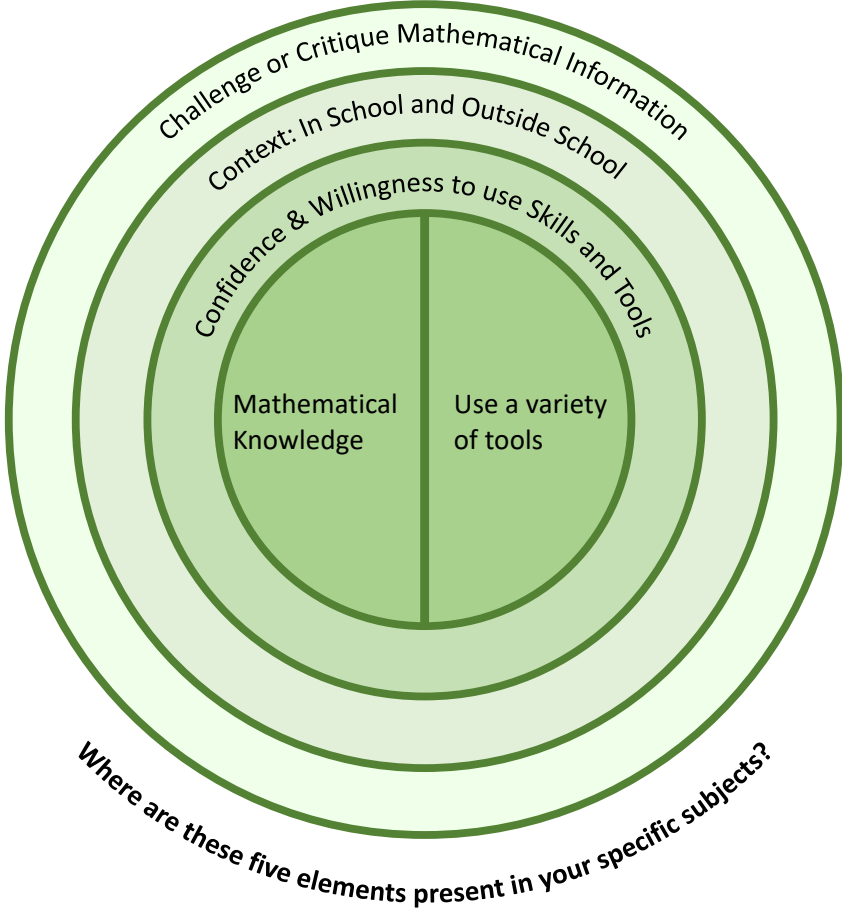 Challenge or Critique Mathematical Information
Context: In School and Outside School
Confidence & Willingness to use Skills and Tools
Mathematical
Knowledge
Use a variety
of tools
Where are these five elements present in your specific subjects?